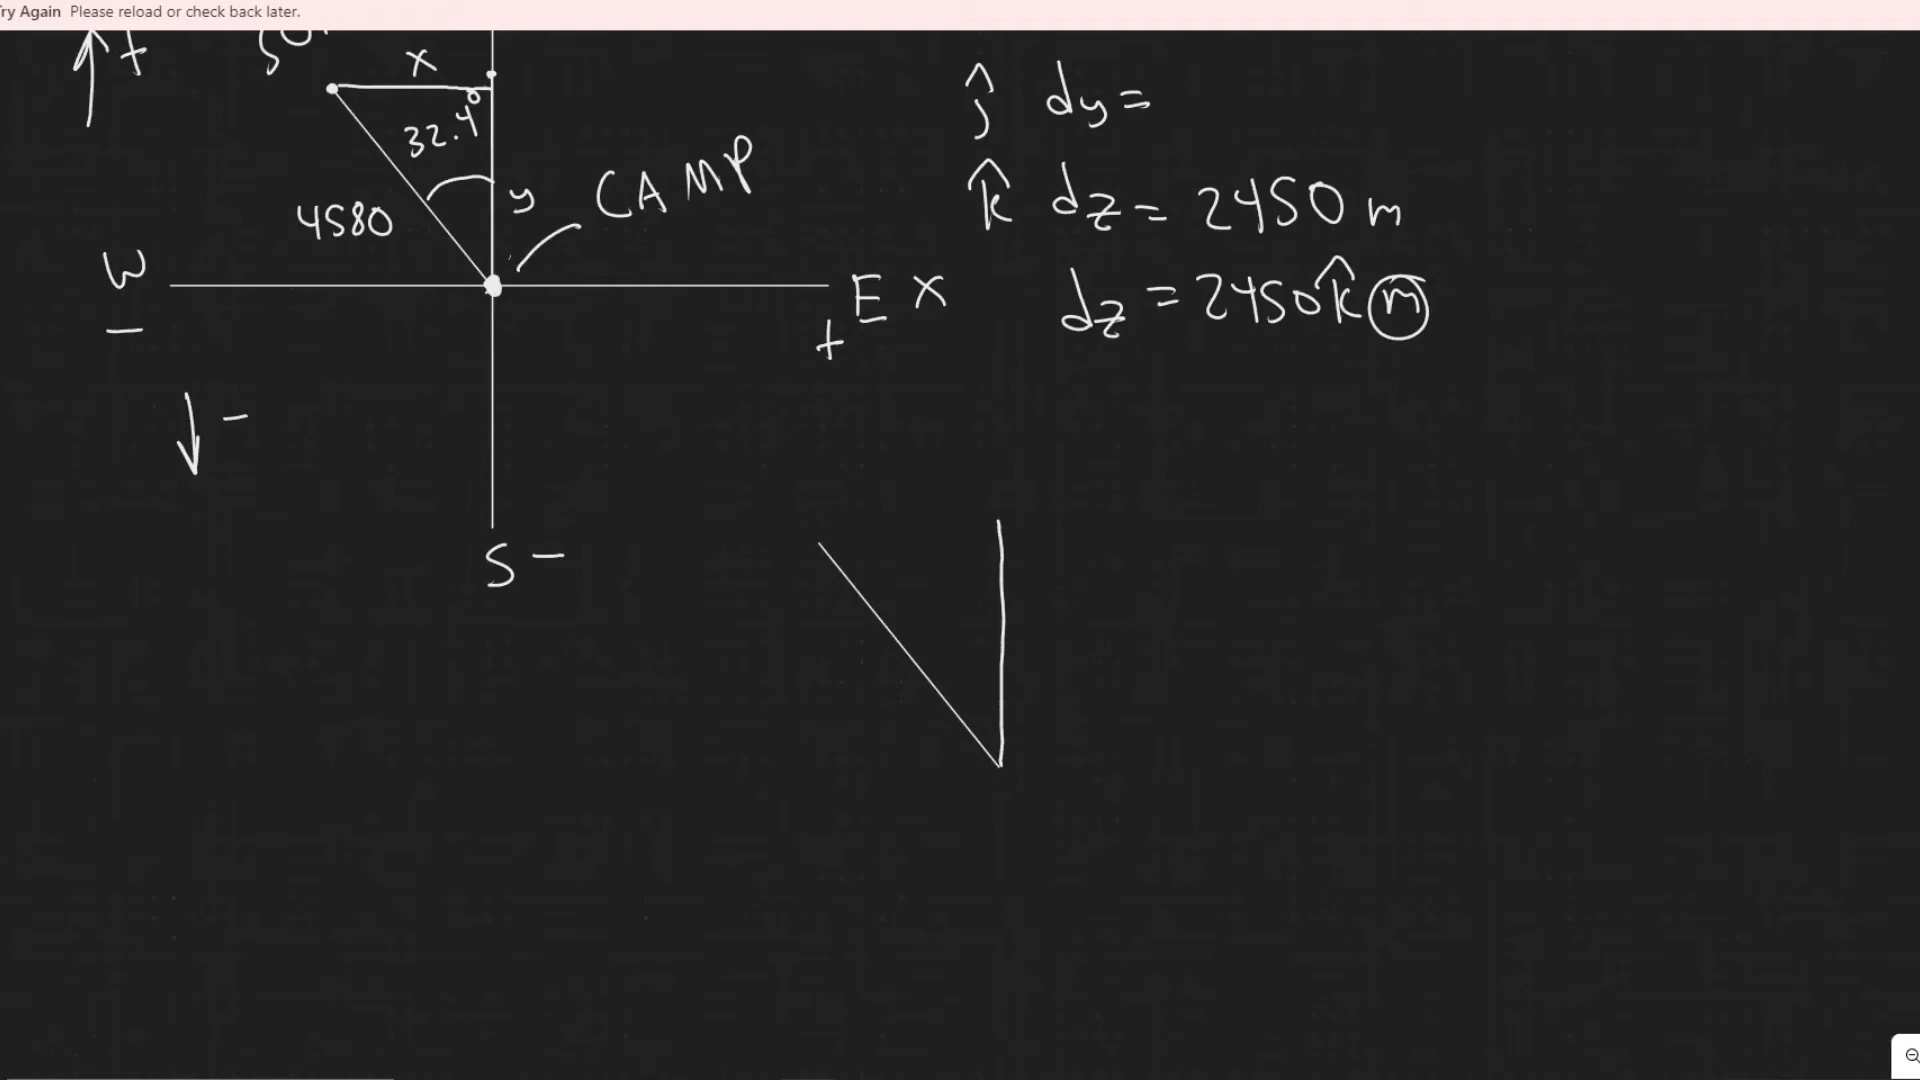 Try Again Please reload or check back later.
+
x
32.4°
4580
y
CAMP
W
−
E x
+
−
S −
ĵ dy =
k̂ dz = 2450 m
dz = 2450 k̂ m